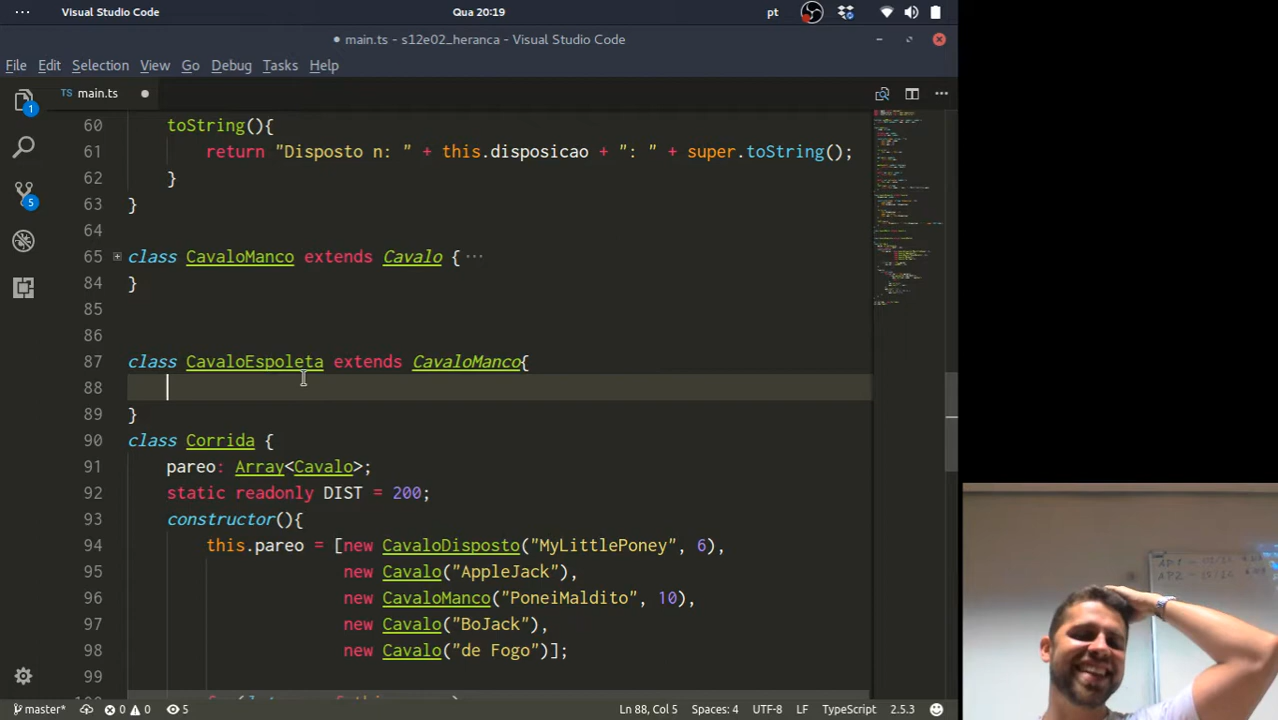 Visual Studio Code Qua 20:19 pt
main.ts - s12e02_heranca - Visual Studio Code
File Edit Selection View Go Debug Tasks Help
TS main.ts
60 toString(){
61 return "Disposto n: " + this.disposicao + ": " + super.toString();
62 }
63 }
64
65 class CavaloManco extends Cavalo { ···
84 }
85
86
87 class CavaloEspoleta extends CavaloManco{
88
89 }
90 class Corrida {
91 pareo: Array<Cavalo>;
92 static readonly DIST = 200;
93 constructor(){
94 this.pareo = [new CavaloDisposto("MyLittlePoney", 6),
95 new Cavalo("AppleJack"),
96 new CavaloManco("PoneiMaldito", 10),
97 new Cavalo("BoJack"),
98 new Cavalo("de Fogo")];
99
1
5
master* 0 0 5 Ln 88, Col 5 Spaces: 4 UTF-8 LF TypeScript 2.5.3